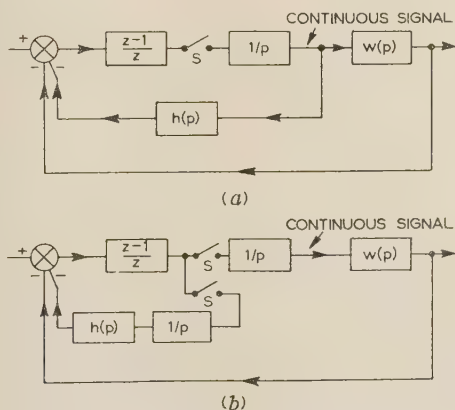 CONTINUOUS SIGNAL
+
−
−
z−1
z
S
1/p
w(p)
h(p)
(a)
CONTINUOUS SIGNAL
+
−
−
z−1
z
S
1/p
w(p)
S
h(p)
1/p
(b)